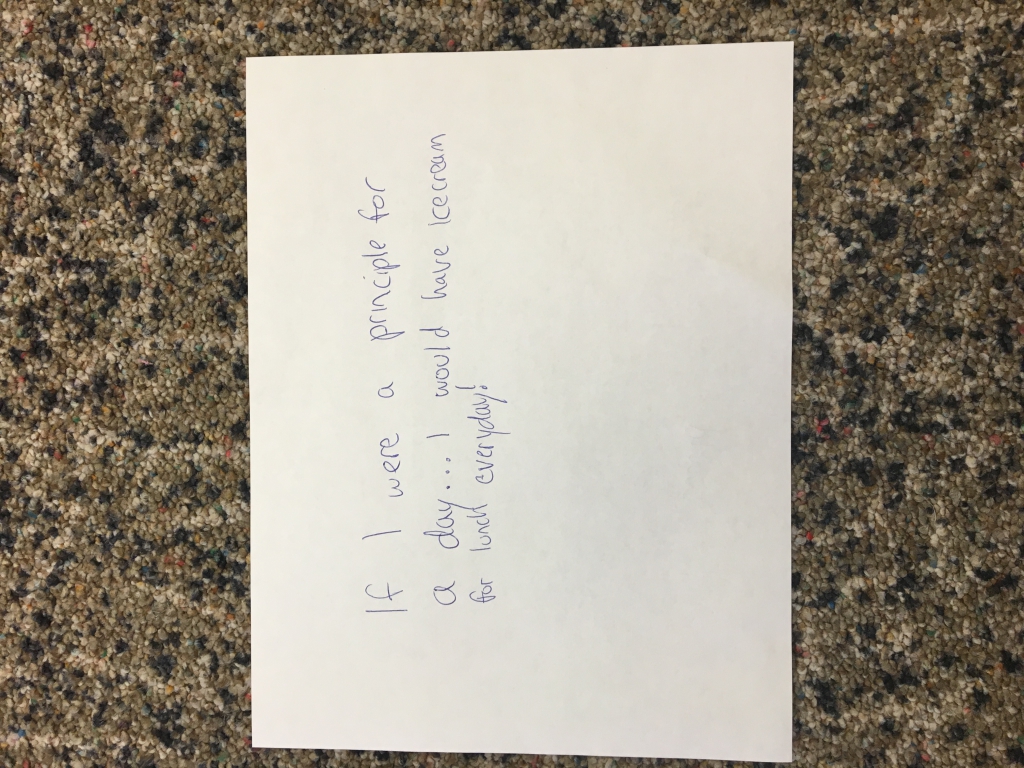 If I were a principle for
a day... I would have icecream
for lunch everyday!